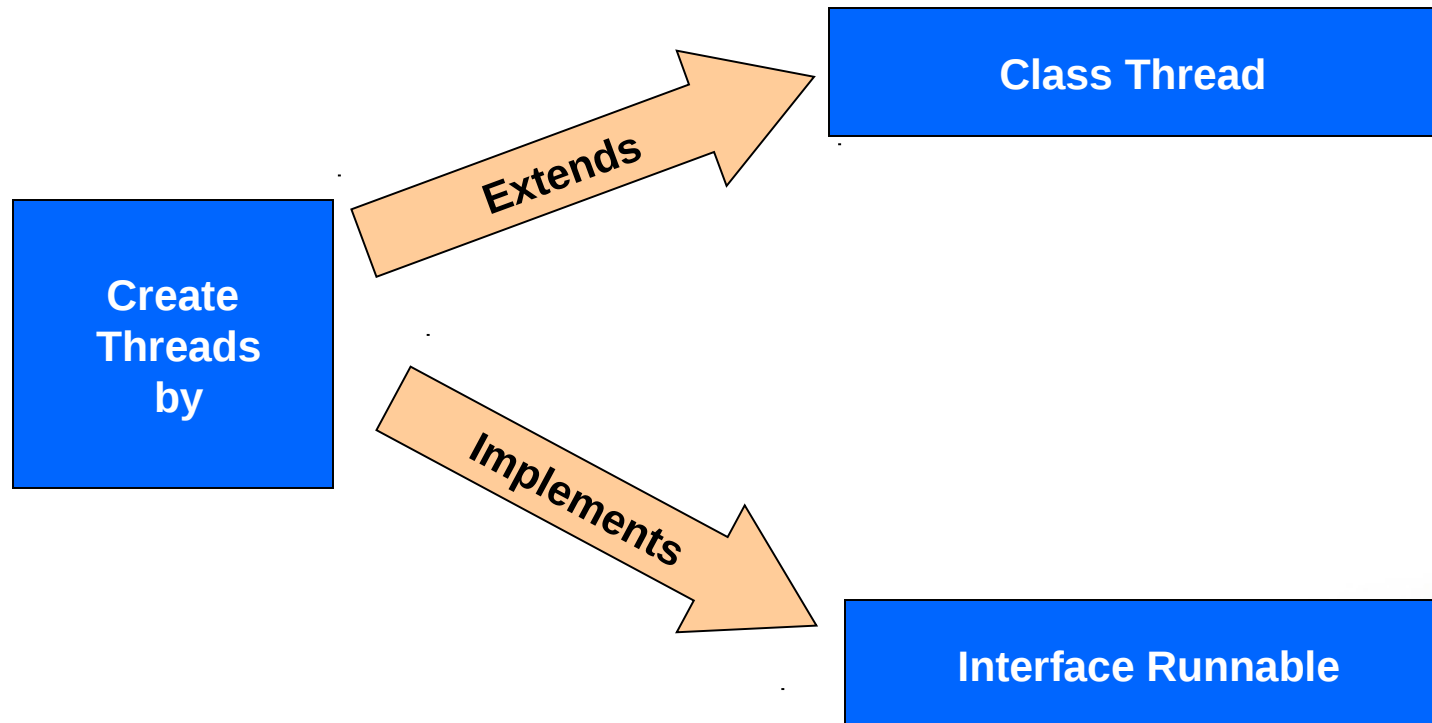 Class Thread
Extends
Create
Threads
by
Implements
Interface Runnable